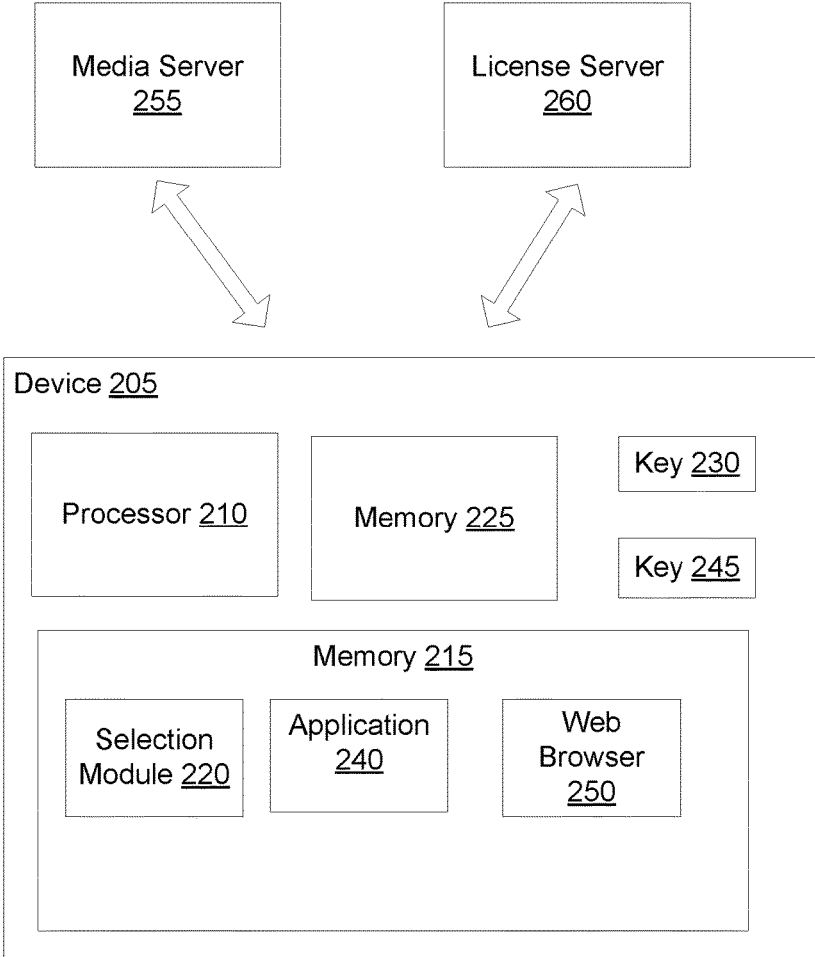 Media Server
255
License Server
260
Device 205
Processor 210
Memory 225
Key 230
Key 245
Memory 215
Selection
Module 220
Application
240
Web
Browser
250